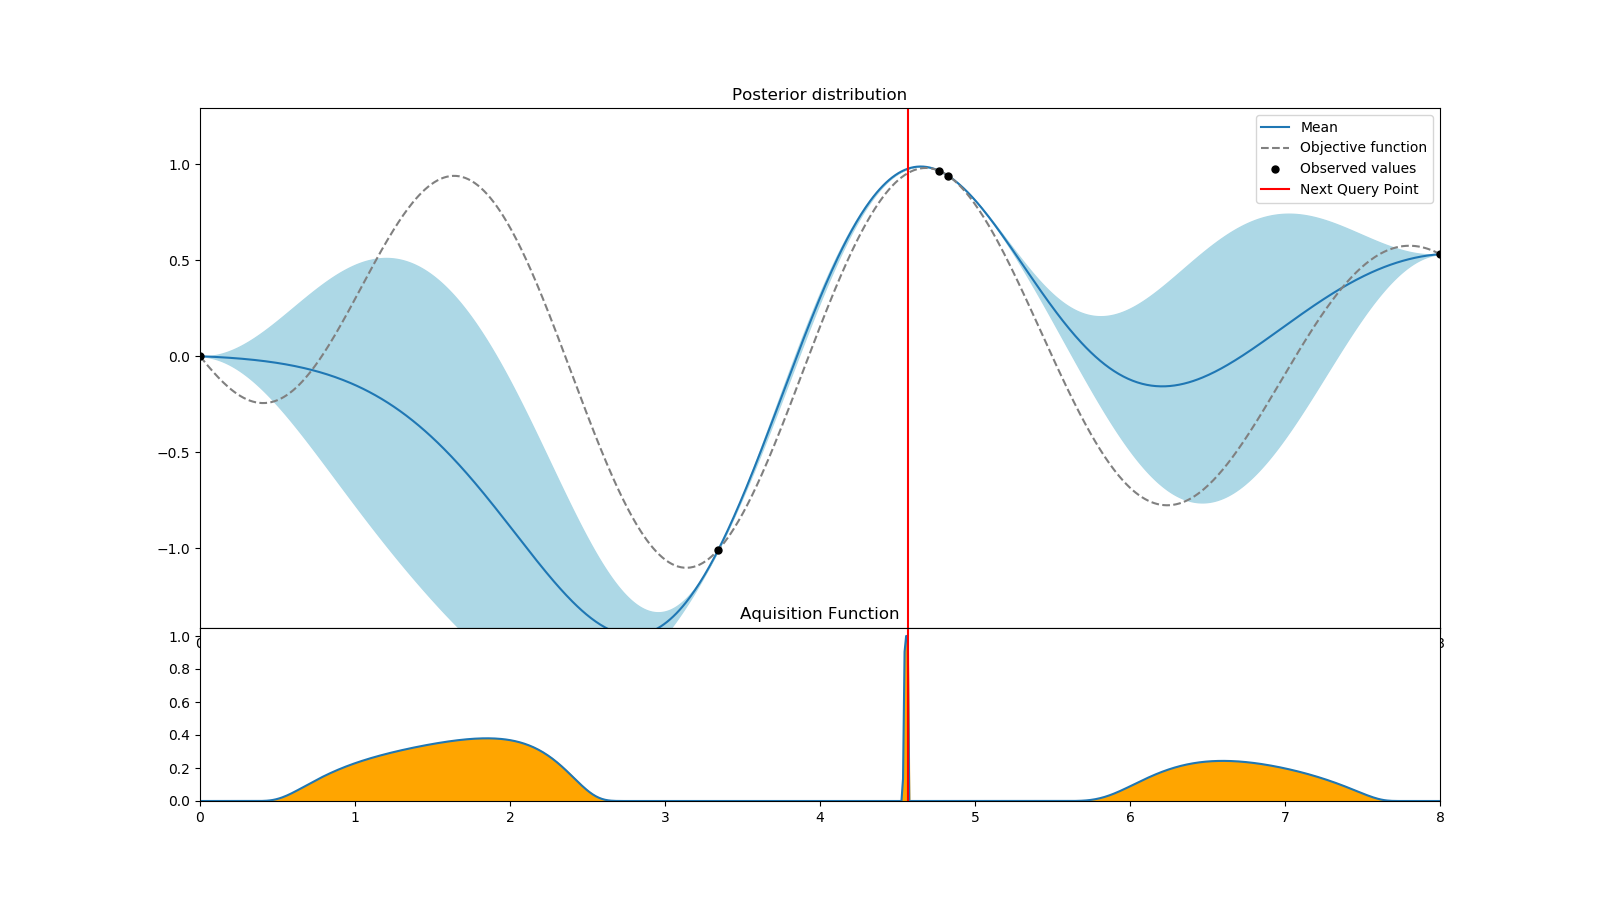 Posterior distribution
Mean
Objective function
Observed values
Next Query Point
1.0
0.5
0.0
−0.5
−1.0
Aquisition Function
1.0
0.8
0.6
0.4
0.2
0.0
0 1 2 3 4 5 6 7 8